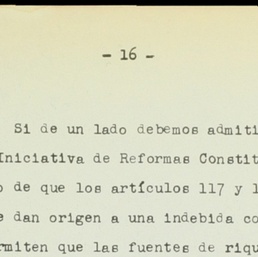 - 16 -
Si de un lado debemos admiti
Iniciativa de Reformas Constit
o de que los artículos 117 y 1
e dan origen a una indebida co
rmiten que las fuentes de riqu